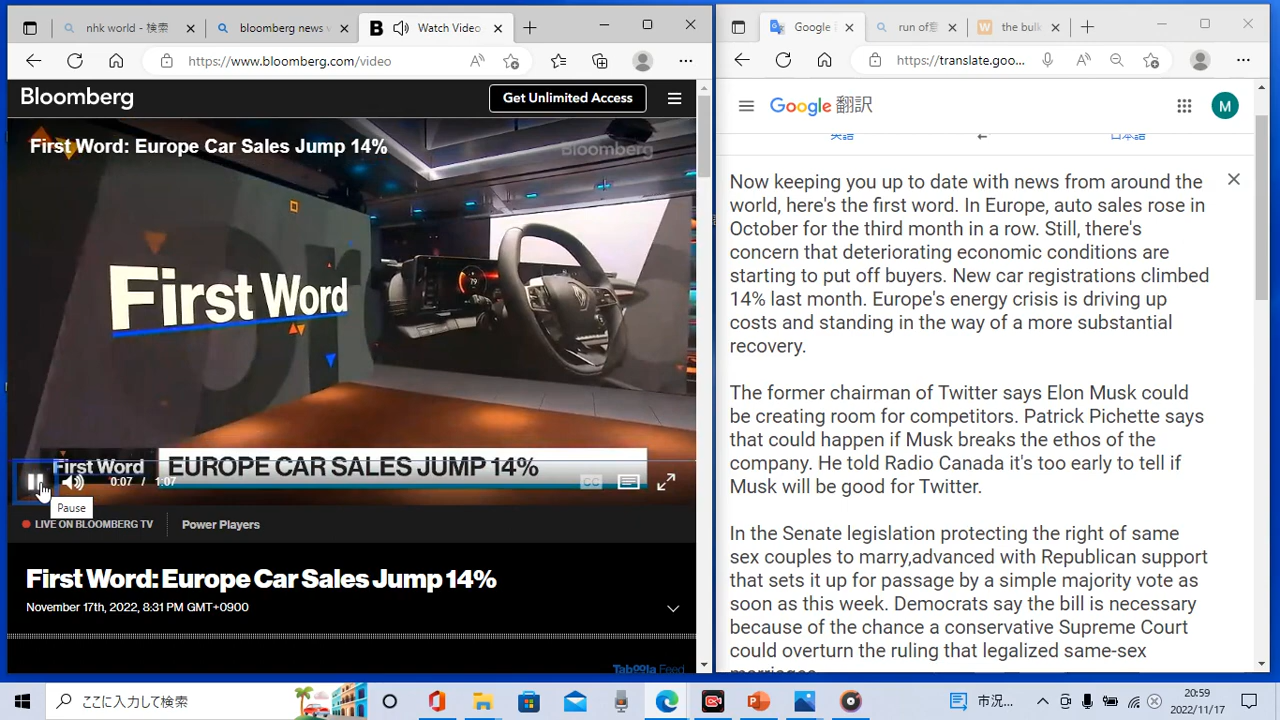 nhk world - 検索
bloomberg news v
Watch Video
https://www.bloomberg.com/video
Bloomberg
Get Unlimited Access
First Word: Europe Car Sales Jump 14%
Bloomberg
First Word
First Word
EUROPE CAR SALES JUMP 14%
0:07 / 1:07
CC
Pause
LIVE ON BLOOMBERG TV
Power Players
First Word: Europe Car Sales Jump 14%
November 17th, 2022, 8:31 PM GMT+0900
Taboola Feed
Google
run of意
the bulk
https://translate.goo...
Google 翻訳
M
英語
日本語
Now keeping you up to date with news from around the
world, here's the first word. In Europe, auto sales rose in
October for the third month in a row. Still, there's
concern that deteriorating economic conditions are
starting to put off buyers. New car registrations climbed
14% last month. Europe's energy crisis is driving up
costs and standing in the way of a more substantial
recovery.
The former chairman of Twitter says Elon Musk could
be creating room for competitors. Patrick Pichette says
that could happen if Musk breaks the ethos of the
company. He told Radio Canada it's too early to tell if
Musk will be good for Twitter.
In the Senate legislation protecting the right of same
sex couples to marry,advanced with Republican support
that sets it up for passage by a simple majority vote as
soon as this week. Democrats say the bill is necessary
because of the chance a conservative Supreme Court
could overturn the ruling that legalized same-sex
marriages.
ここに入力して検索
市況...
20:59
2022/11/17